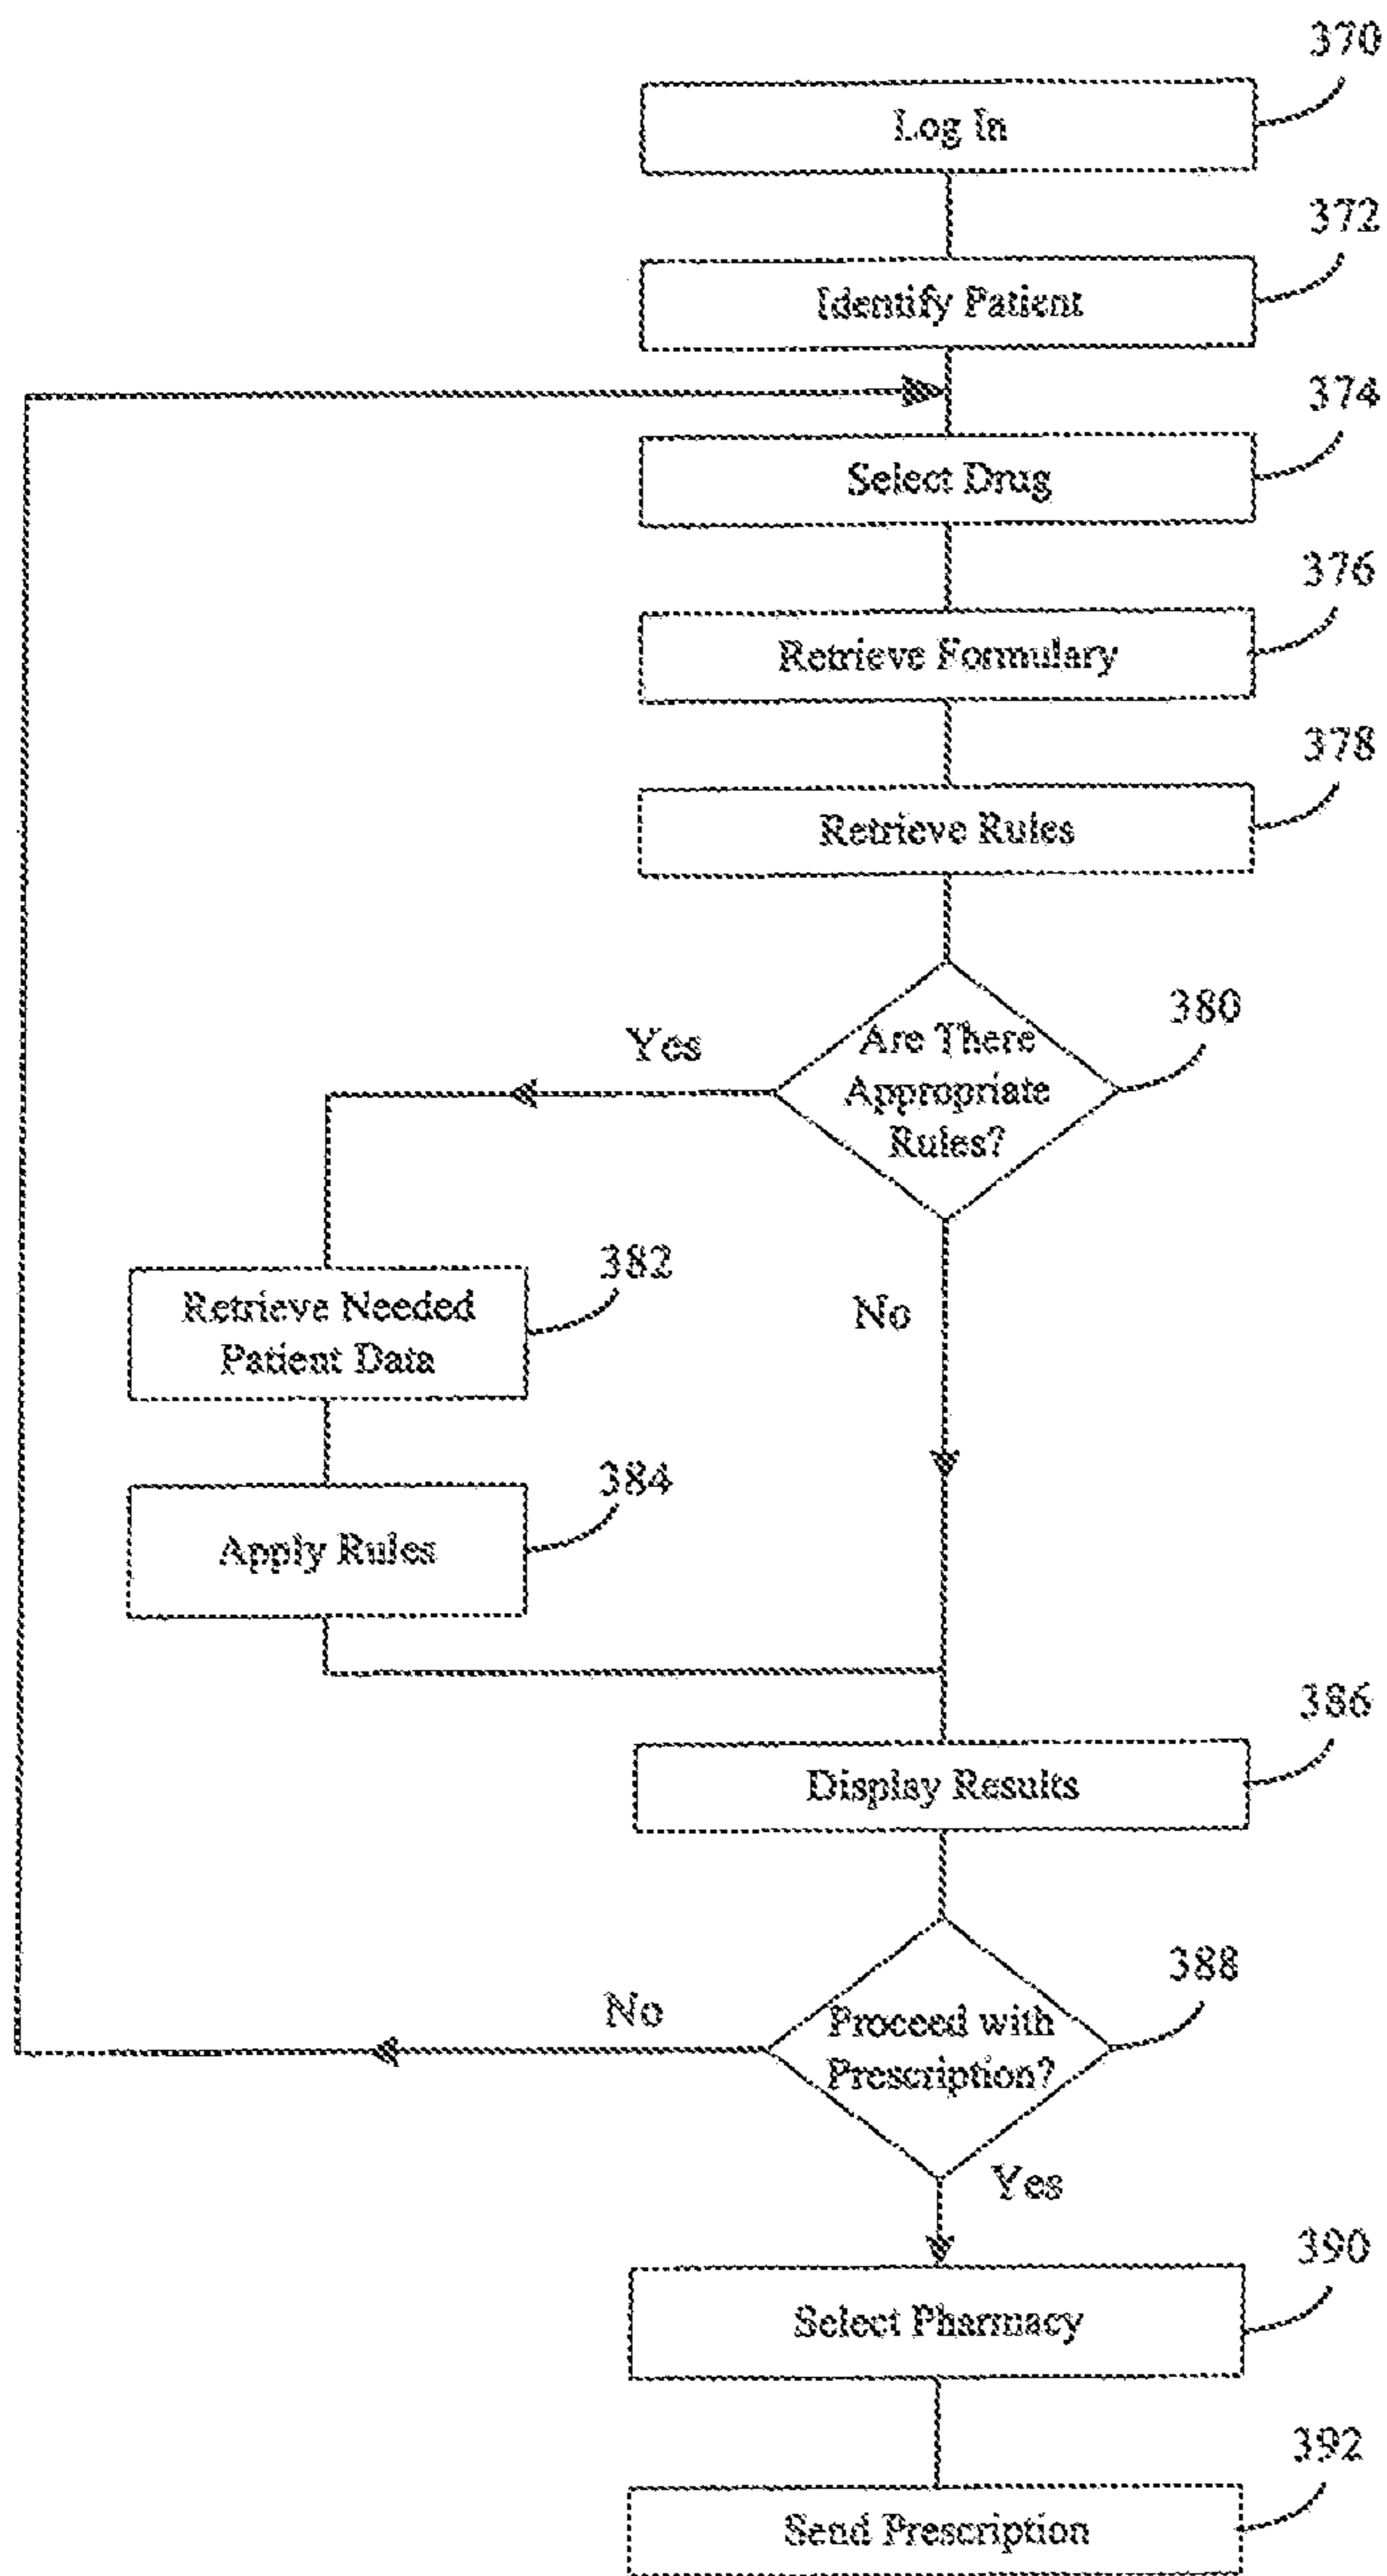 370
Log In
372
Identify Patient
374
Select Drug
376
Retrieve Formulary
378
Retrieve Rules
380
Are There
Appropriate
Rules?
Yes
No
382
Retrieve Needed
Patient Data
384
Apply Rules
386
Display Results
388
Proceed with
Prescription?
No
Yes
390
Select Pharmacy
392
Send Prescription